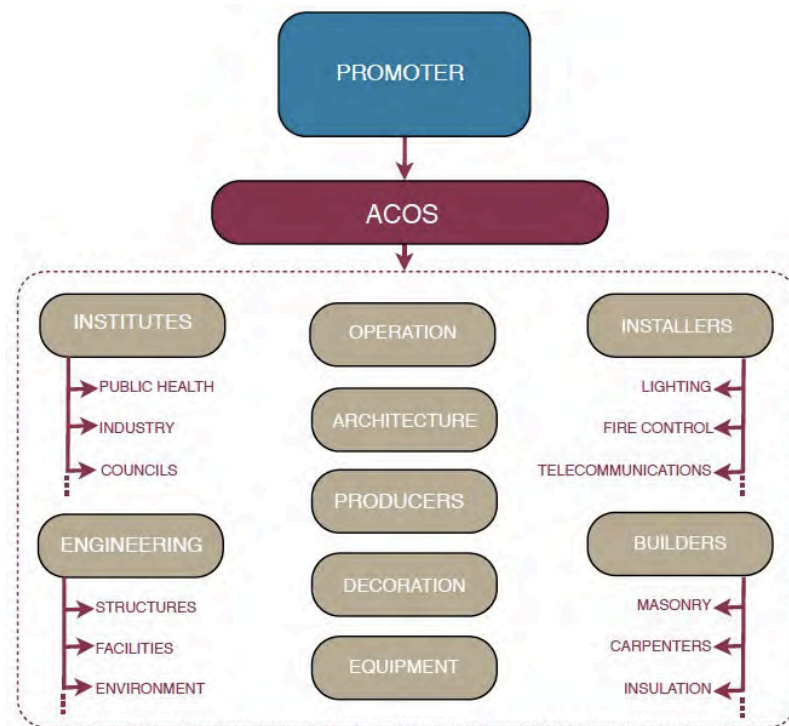 PROMOTER
ACOS
INSTITUTES
PUBLIC HEALTH
INDUSTRY
COUNCILS
ENGINEERING
STRUCTURES
FACILITIES
ENVIRONMENT
OPERATION
ARCHITECTURE
PRODUCERS
DECORATION
EQUIPMENT
INSTALLERS
LIGHTING
FIRE CONTROL
TELECOMMUNICATIONS
BUILDERS
MASONRY
CARPENTERS
INSULATION